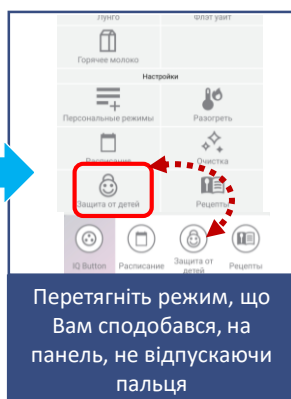 Лунго Флэт уайт
Горячее молоко
Настройки
Персональные режимы Разогреть
Расписание Очистка
Защита от детей Рецепты
IQ Button Расписание Защита от детей Рецепты
Перетягніть режим, що
Вам сподобався, на
панель, не відпускаючи
пальця